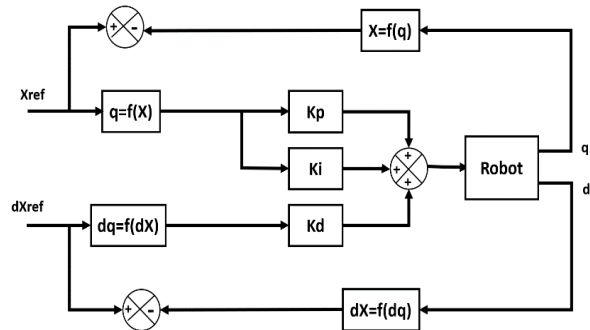 + -
X=f(q)
Xref
q=f(X)
Kp
+
q
Ki
+
Robot
+
d
dXref
dq=f(dX)
Kd
+ -
dX=f(dq)